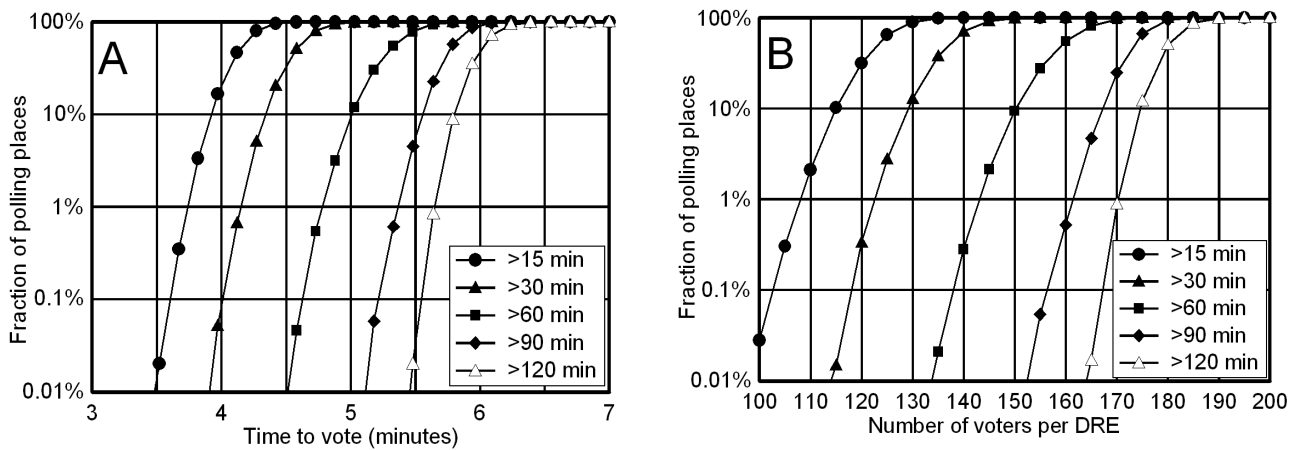 A
100%
10%
1%
0.1%
0.01%
Fraction of polling places
3 4 5 6 7
Time to vote (minutes)
>15 min
>30 min
>60 min
>90 min
>120 min
B
100%
10%
1%
0.1%
0.01%
Fraction of polling places
100 110 120 130 140 150 160 170 180 190 200
Number of voters per DRE
>15 min
>30 min
>60 min
>90 min
>120 min